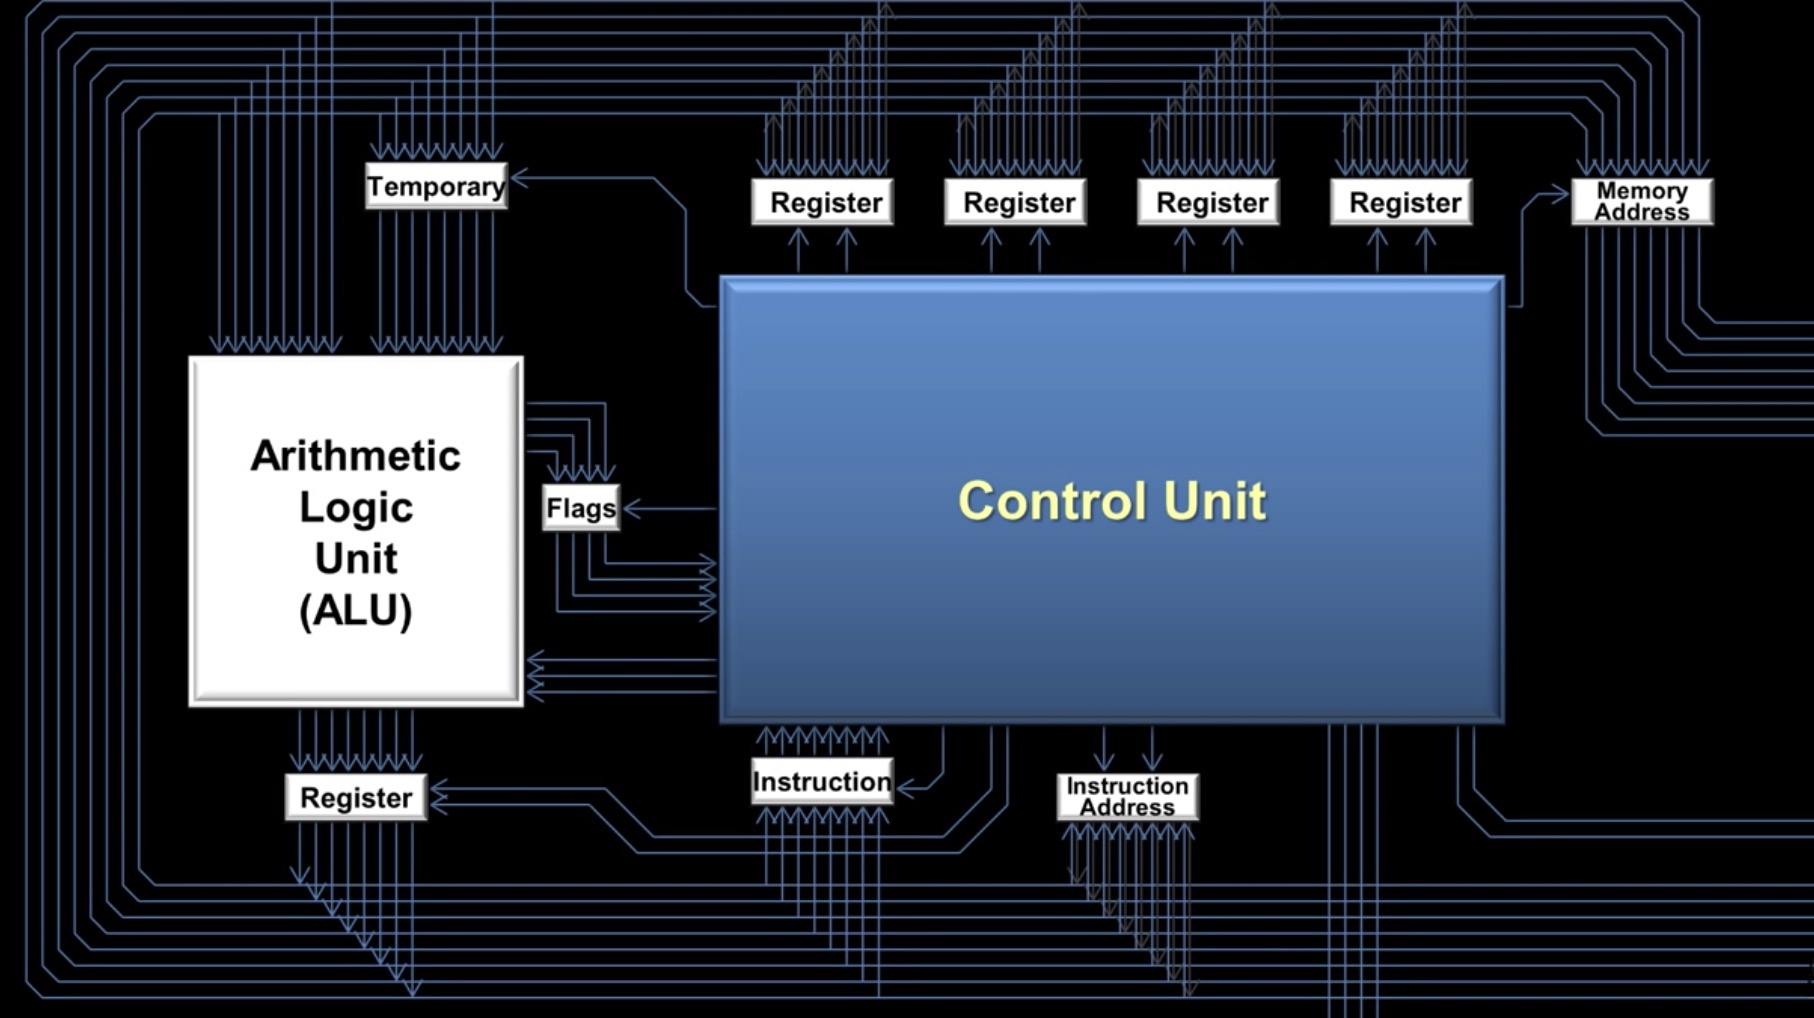 Temporary
Register
Register
Register
Register
Memory
Address
Arithmetic
Logic
Unit
(ALU)
Flags
Control Unit
Register
Instruction
Instruction
Address